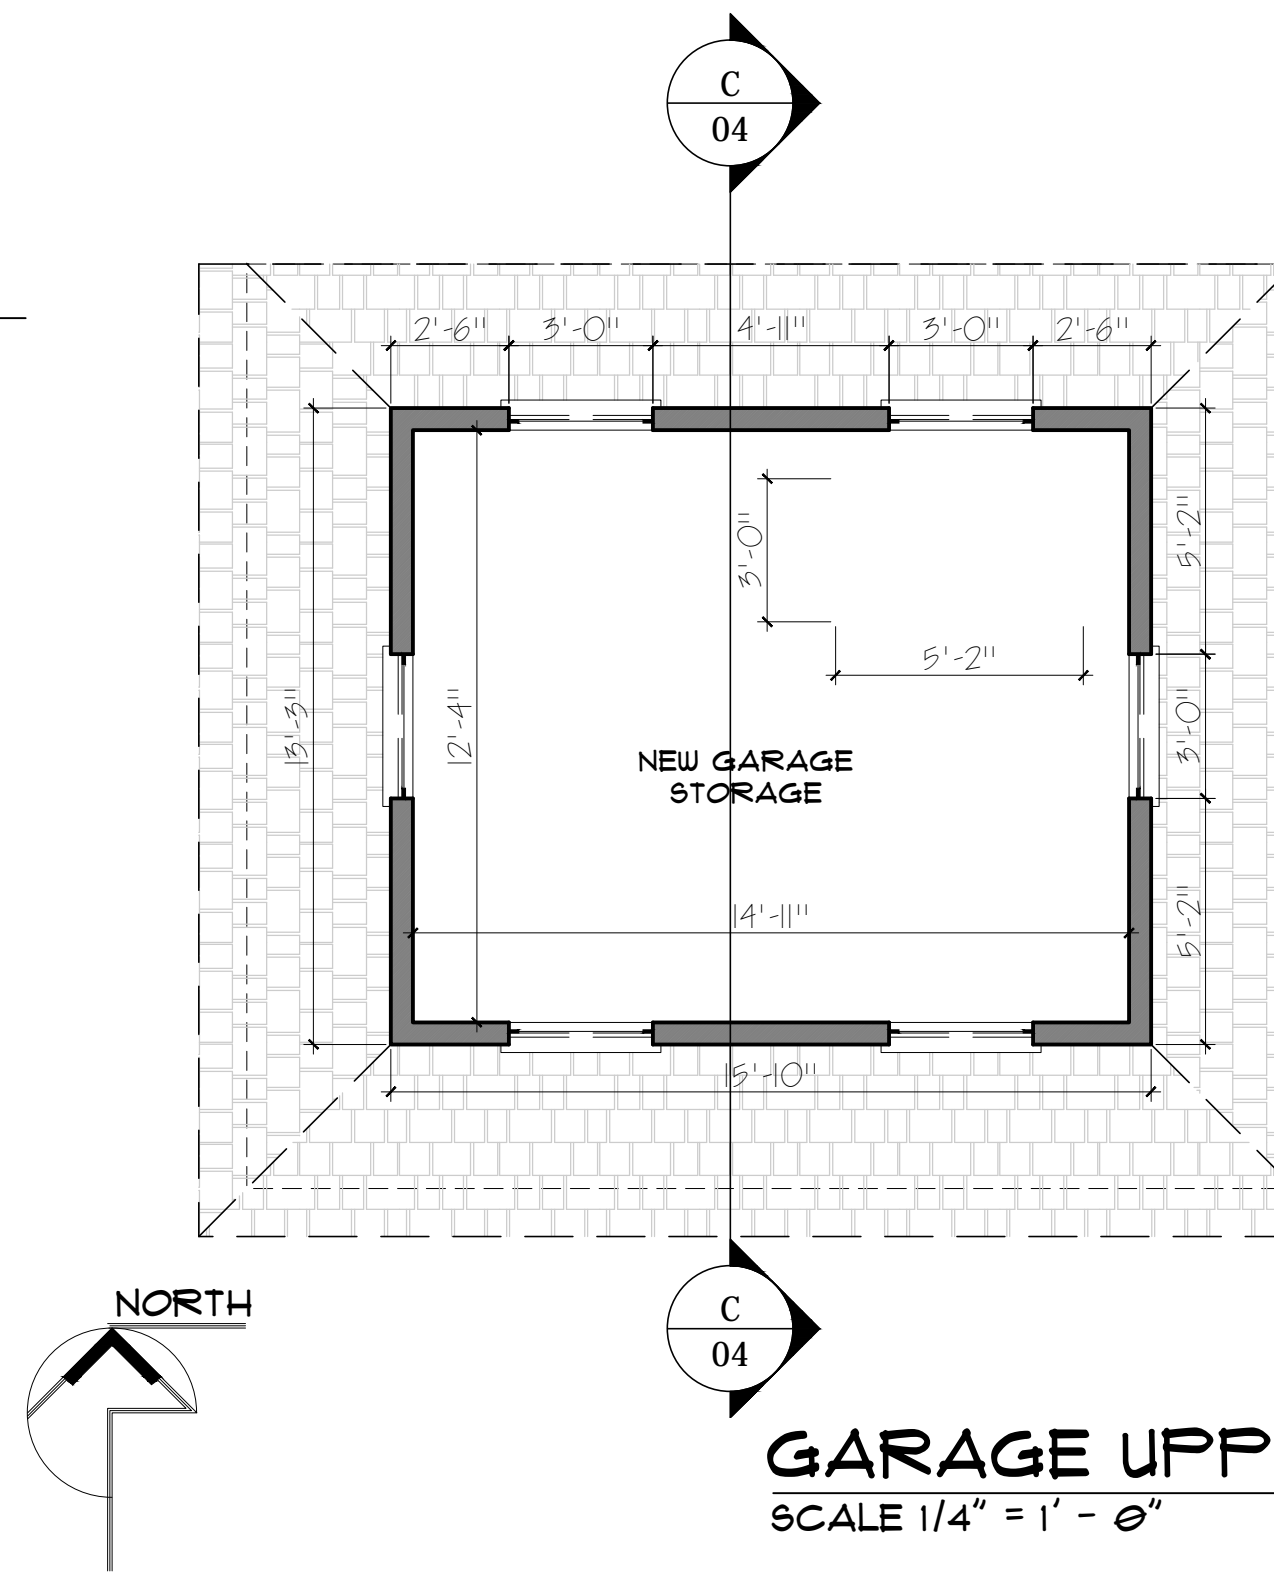 C
04
2'-6"
3'-0"
4'-11"
3'-0"
2'-6"
5'-2"
3'-0"
5'-2"
13'-3"
12'-4"
3'-0"
NEW GARAGE
STORAGE
14'-11"
5'-2"
15'-10"
NORTH
C
04
GARAGE UPP
SCALE 1/4" = 1' - 0"